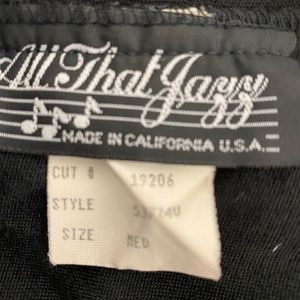 All That Jazz
MADE IN CALIFORNIA U.S.A.
CUT # 19206
STYLE
SIZE MED